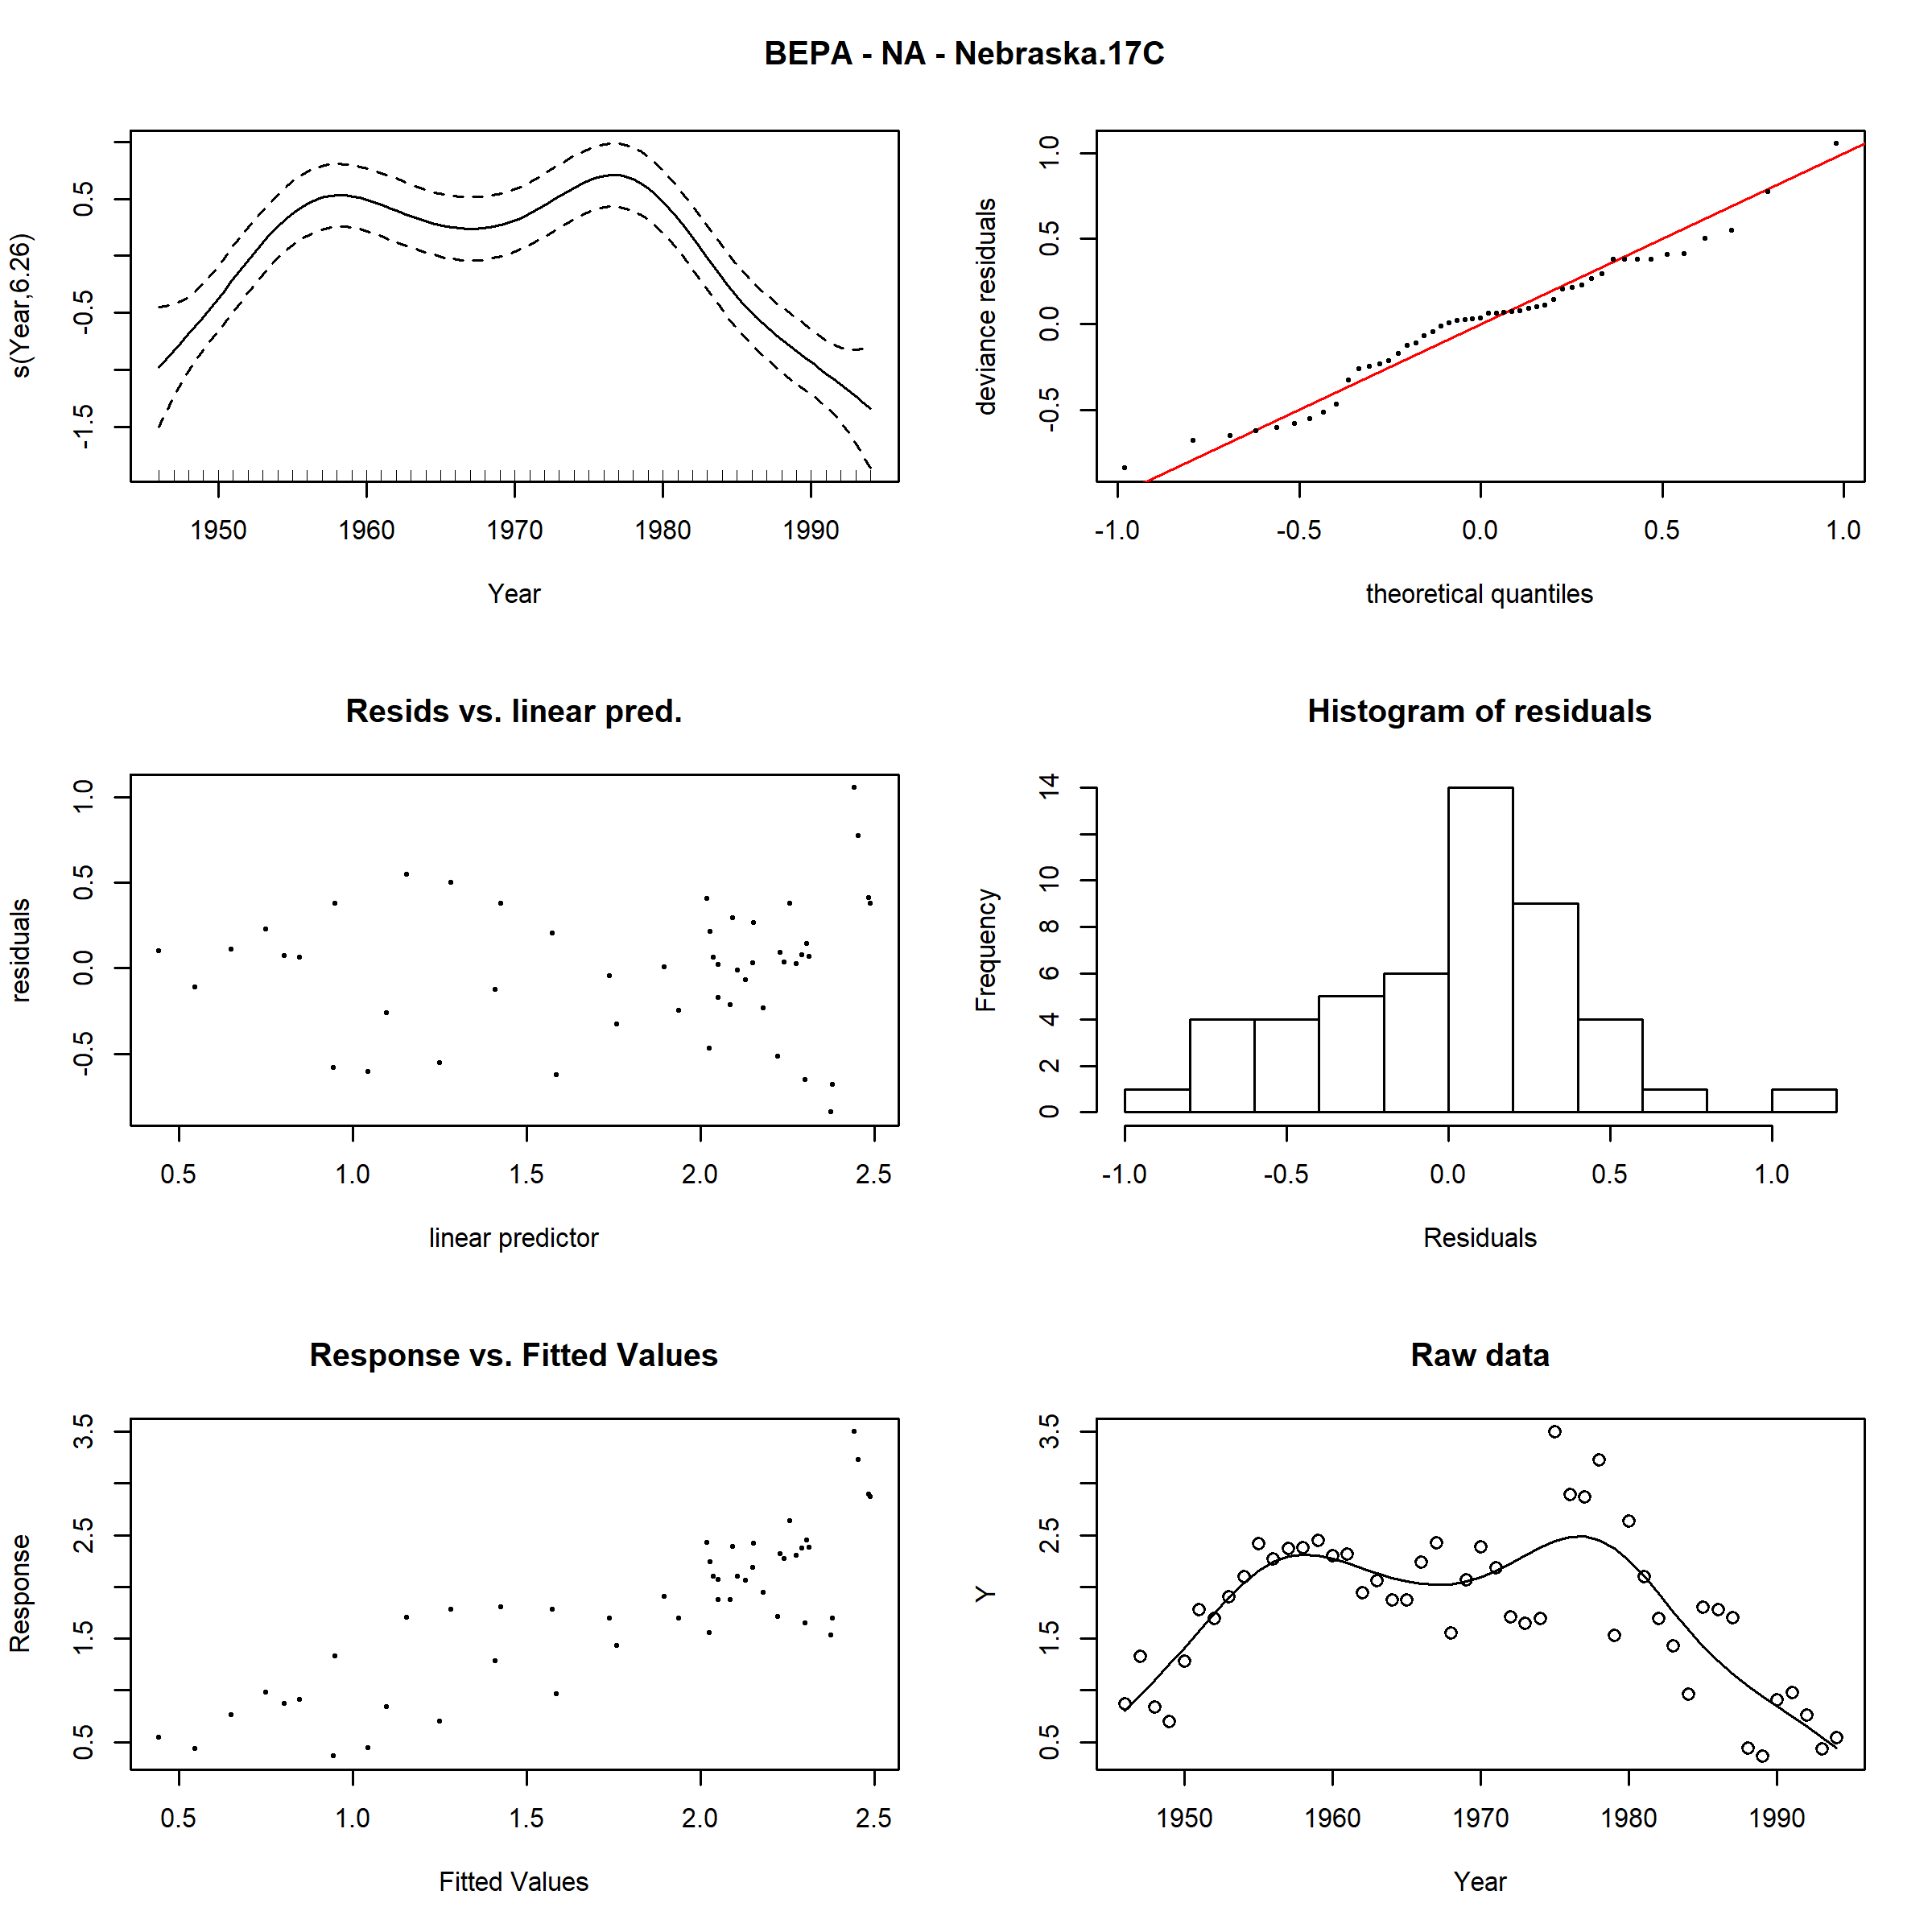 BEPA - NA - Nebraska.17C
s(Year,6.26)
0.5
-0.5
-1.5
1950 1960 1970 1980 1990
Year
deviance residuals
1.0
0.5
0.0
-0.5
-1.0 -0.5 0.0 0.5 1.0
theoretical quantiles
Resids vs. linear pred.
residuals
1.0
0.5
0.0
-0.5
0.5 1.0 1.5 2.0 2.5
linear predictor
Histogram of residuals
Frequency
14
10
8
6
4
2
0
-1.0 -0.5 0.0 0.5 1.0
Residuals
Response vs. Fitted Values
Response
3.5
2.5
1.5
0.5
0.5 1.0 1.5 2.0 2.5
Fitted Values
Raw data
Y
3.5
2.5
1.5
0.5
1950 1960 1970 1980 1990
Year